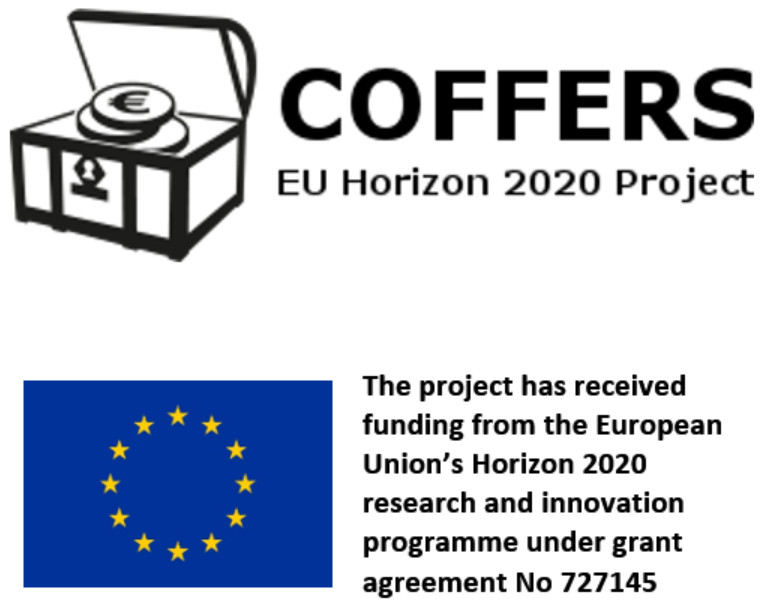 €
COFFERS
EU Horizon 2020 Project
The project has received
funding from the European
Union’s Horizon 2020
research and innovation
programme under grant
agreement No 727145